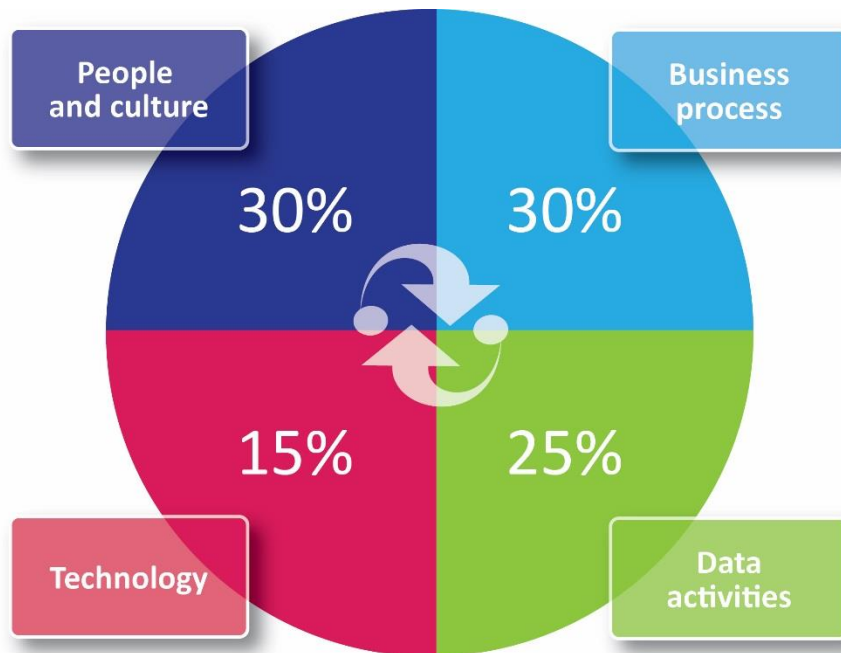 People
and culture
Business
process
30%
30%
15%
25%
Technology
Data
activities